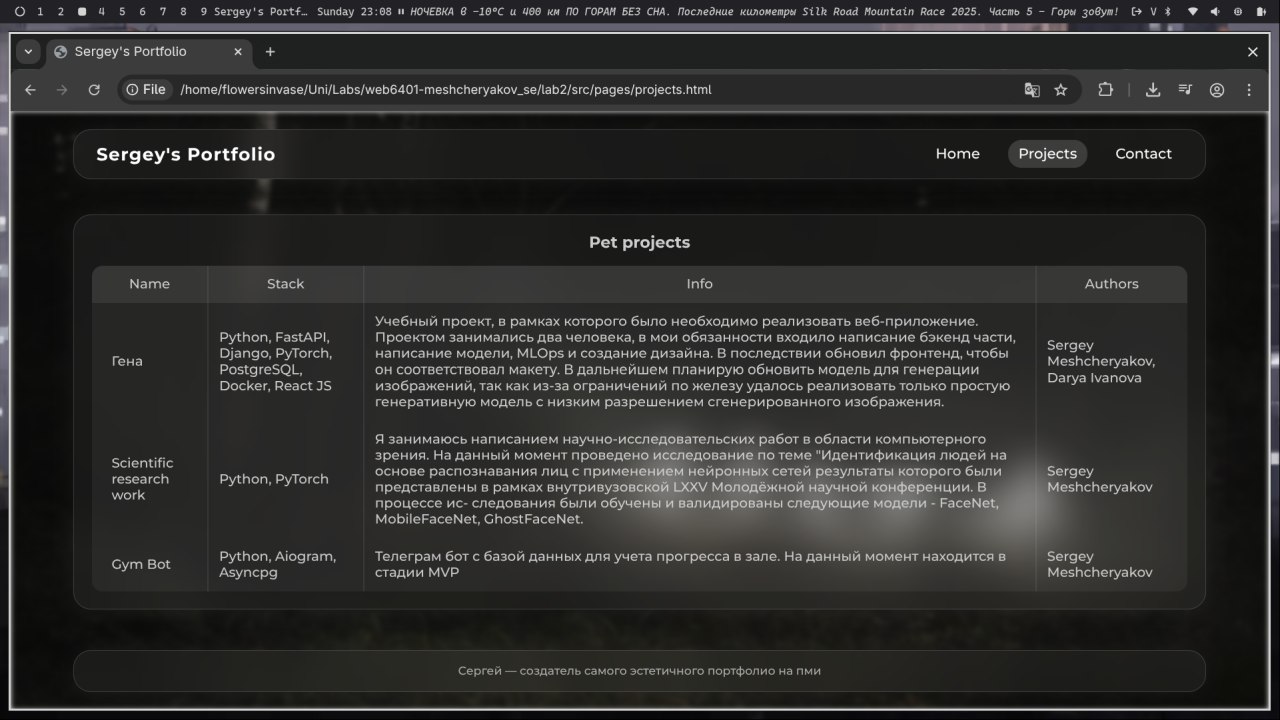 1 2 4 5 6 7 8 9 Sergey's Portf… Sunday 23:08 НОЧЕВКА в −10°C и 400 км ПО ГОРАМ БЕЗ СНА. Последние километры Silk Road Mountain Race 2025. Часть 5 – Горы зовут! V
Sergey's Portfolio
File /home/flowersinvase/Uni/Labs/web6401-meshcheryakov_se/lab2/src/pages/projects.html
Sergey's Portfolio Home Projects Contact
Pet projects
Name Stack Info Authors
Гена
Python, FastAPI,
Django, PyTorch,
PostgreSQL,
Docker, React JS
Учебный проект, в рамках которого было необходимо реализовать веб-приложение.
Проектом занимались два человека, в мои обязанности входило написание бэкенд части,
написание модели, MLOps и создание дизайна. В последствии обновил фронтенд, чтобы
он соответствовал макету. В дальнейшем планирую обновить модель для генерации
изображений, так как из-за ограничений по железу удалось реализовать только простую
генеративную модель с низким разрешением сгенерированного изображения.
Sergey
Meshcheryakov,
Darya Ivanova
Scientific
research
work
Python, PyTorch
Я занимаюсь написанием научно-исследовательских работ в области компьютерного
зрения. На данный момент проведено исследование по теме "Идентификация людей на
основе распознавания лиц с применением нейронных сетей результаты которого были
представлены в рамках внутривузовской LXXV Молодёжной научной конференции. В
процессе ис- следования были обучены и валидированы следующие модели - FaceNet,
MobileFaceNet, GhostFaceNet.
Sergey
Meshcheryakov
Gym Bot
Python, Aiogram,
Asyncpg
Телеграм бот с базой данных для учета прогресса в зале. На данный момент находится в
стадии MVP
Sergey
Meshcheryakov
Сергей — создатель самого эстетичного портфолио на пми